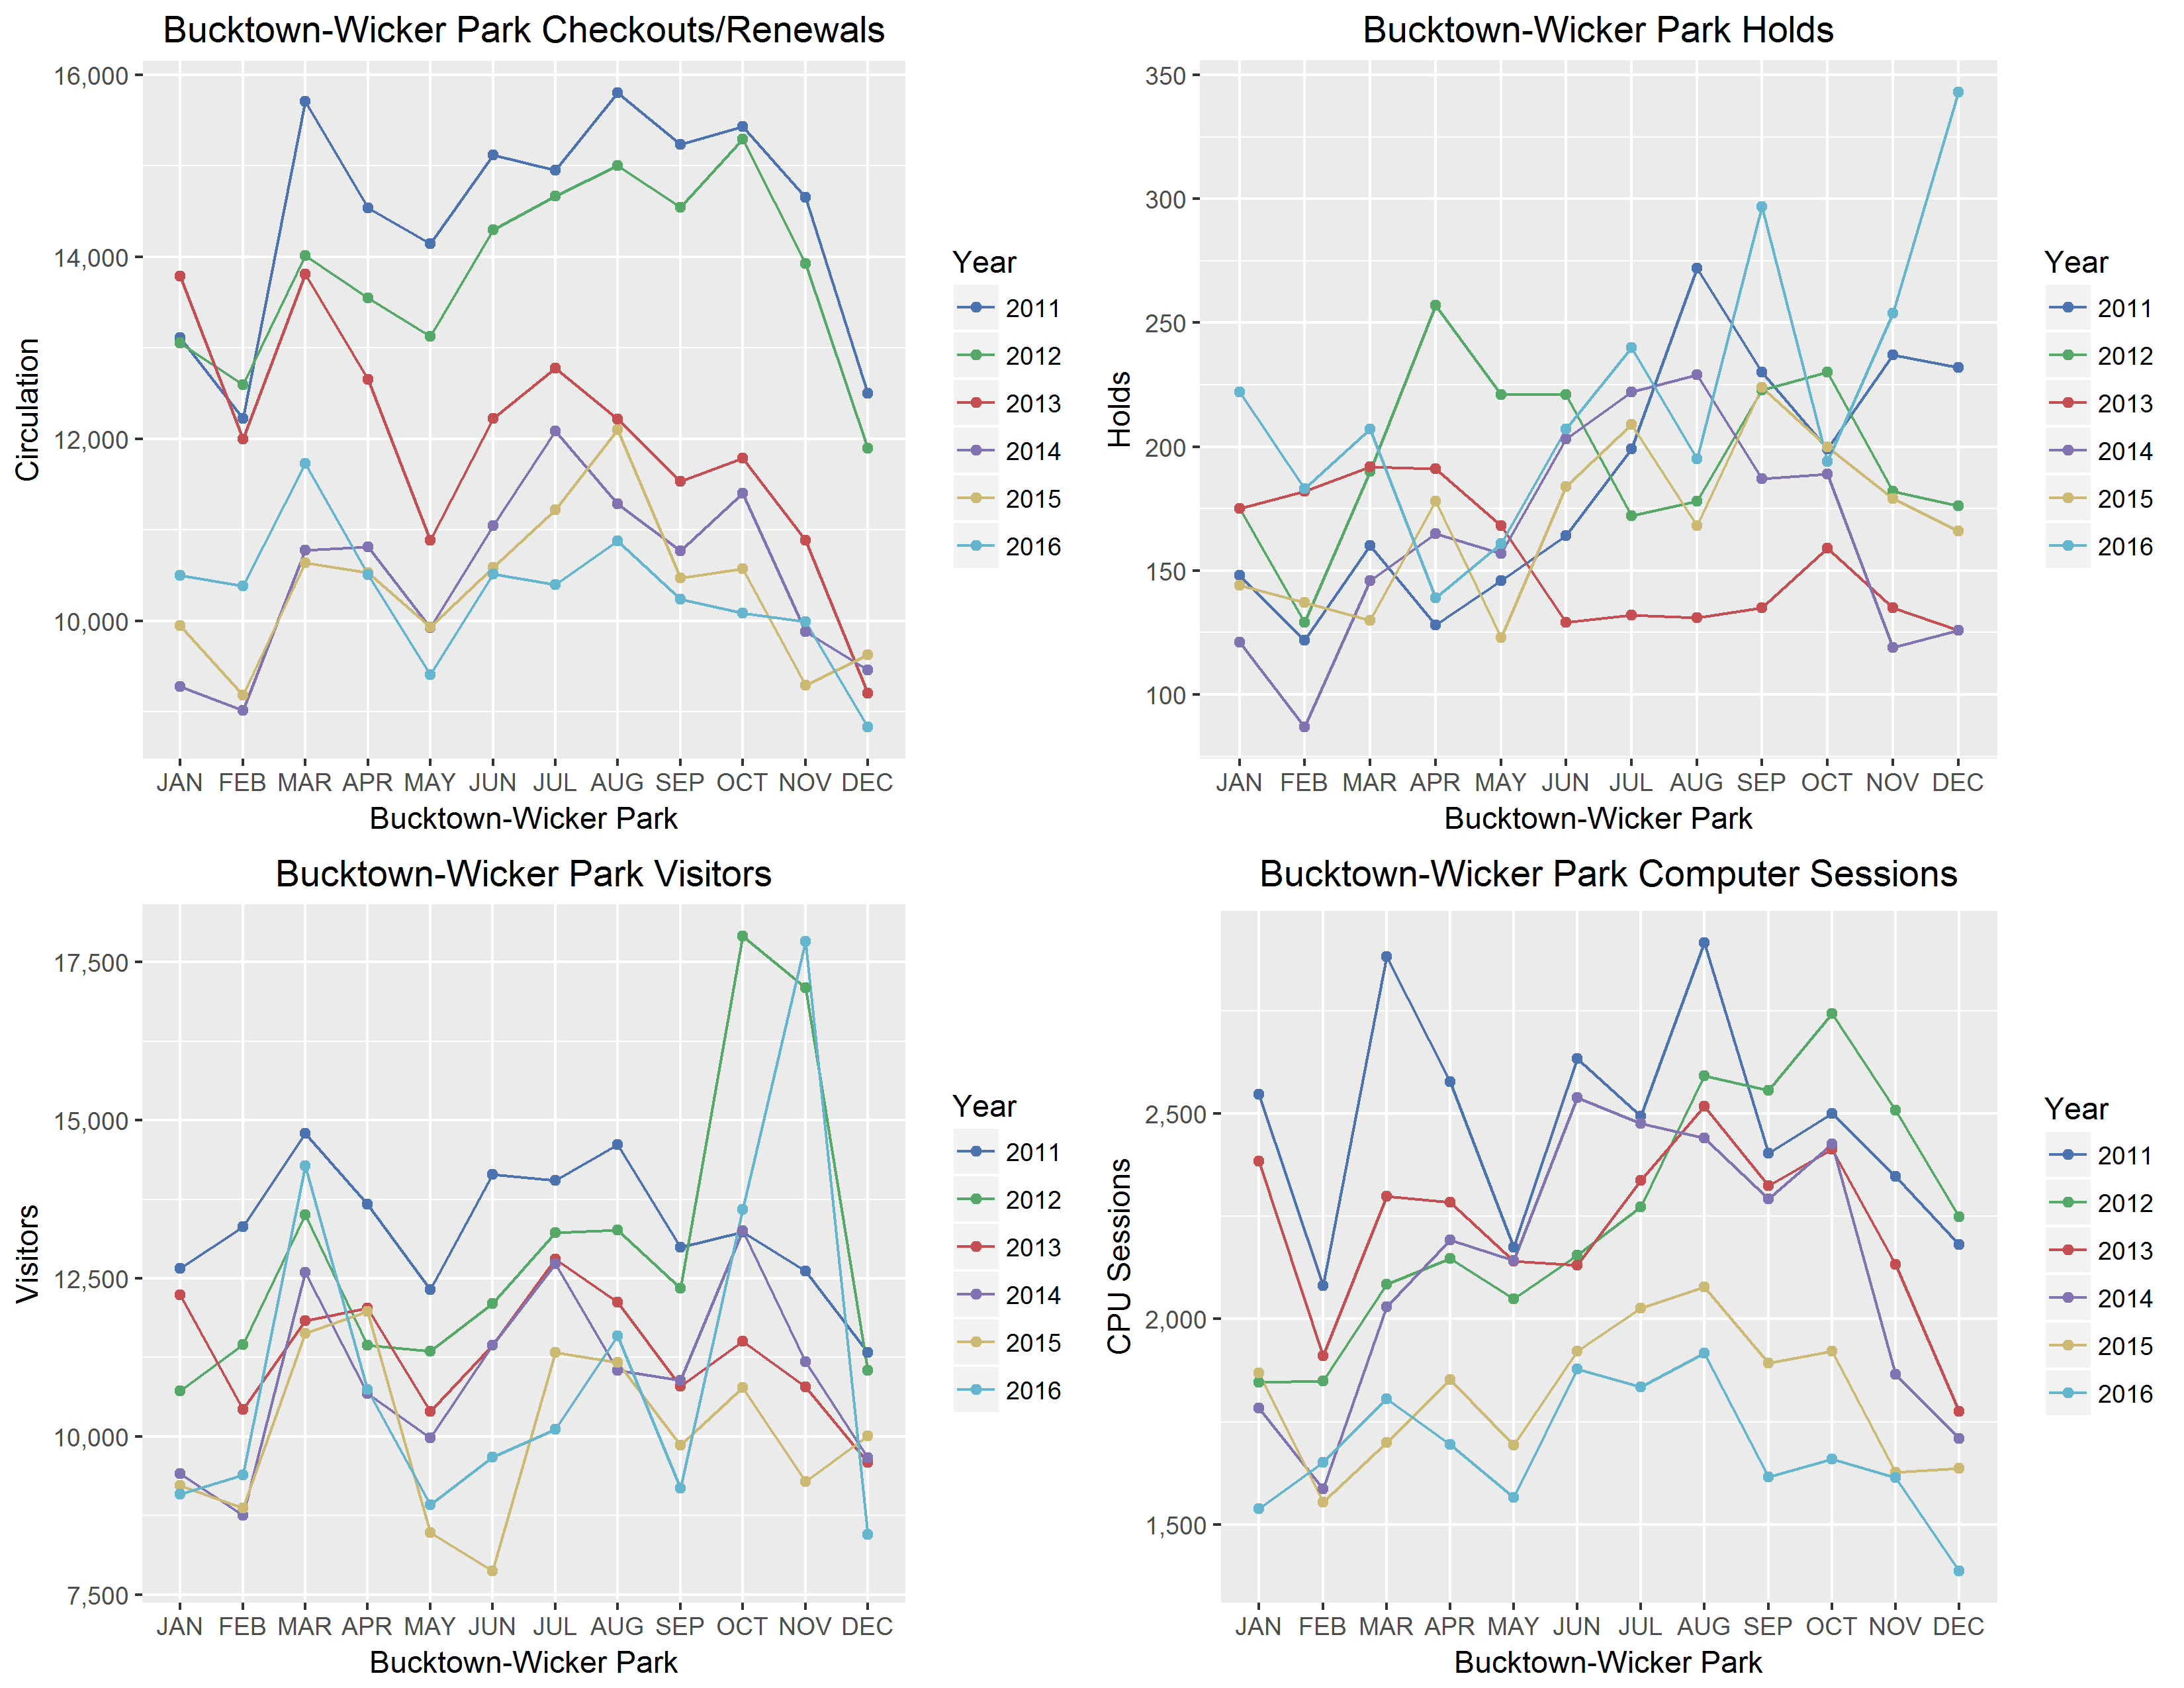 Bucktown-Wicker Park Checkouts/Renewals
16,000
14,000
12,000
10,000
Circulation
JAN FEB MAR APR MAY JUN JUL AUG SEP OCT NOV DEC
Bucktown-Wicker Park
Year
2011
2012
2013
2014
2015
2016
Bucktown-Wicker Park Holds
350
300
250
200
150
100
Holds
JAN FEB MAR APR MAY JUN JUL AUG SEP OCT NOV DEC
Bucktown-Wicker Park
Year
2011
2012
2013
2014
2015
2016
Bucktown-Wicker Park Visitors
17,500
15,000
12,500
10,000
7,500
Visitors
JAN FEB MAR APR MAY JUN JUL AUG SEP OCT NOV DEC
Bucktown-Wicker Park
Year
2011
2012
2013
2014
2015
2016
Bucktown-Wicker Park Computer Sessions
2,500
2,000
1,500
CPU Sessions
JAN FEB MAR APR MAY JUN JUL AUG SEP OCT NOV DEC
Bucktown-Wicker Park
Year
2011
2012
2013
2014
2015
2016